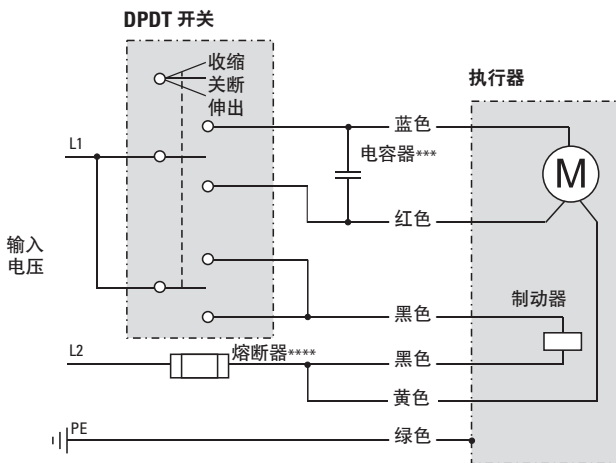 DPDT 开关
收缩
关断
伸出
执行器
L1
蓝色
电容器***
M
红色
输入
电压
制动器
黑色
L2
熔断器****
黑色
黄色
PE
绿色